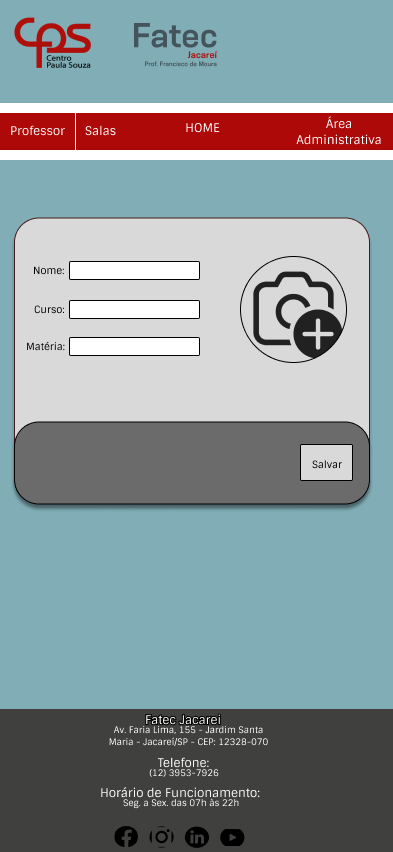 CPS
Centro
Paula Souza
Fatec
Jacareí
Prof. Francisco de Moura
Professor
Salas
HOME
Área
Administrativa
Nome:
Curso:
Matéria:
Salvar
Fatec Jacareí
Av. Faria Lima, 155 - Jardim Santa
Maria - Jacareí/SP - CEP: 12328-070
Telefone:
(12) 3953-7926
Horário de Funcionamento:
Seg. a Sex. das 07h às 22h
in